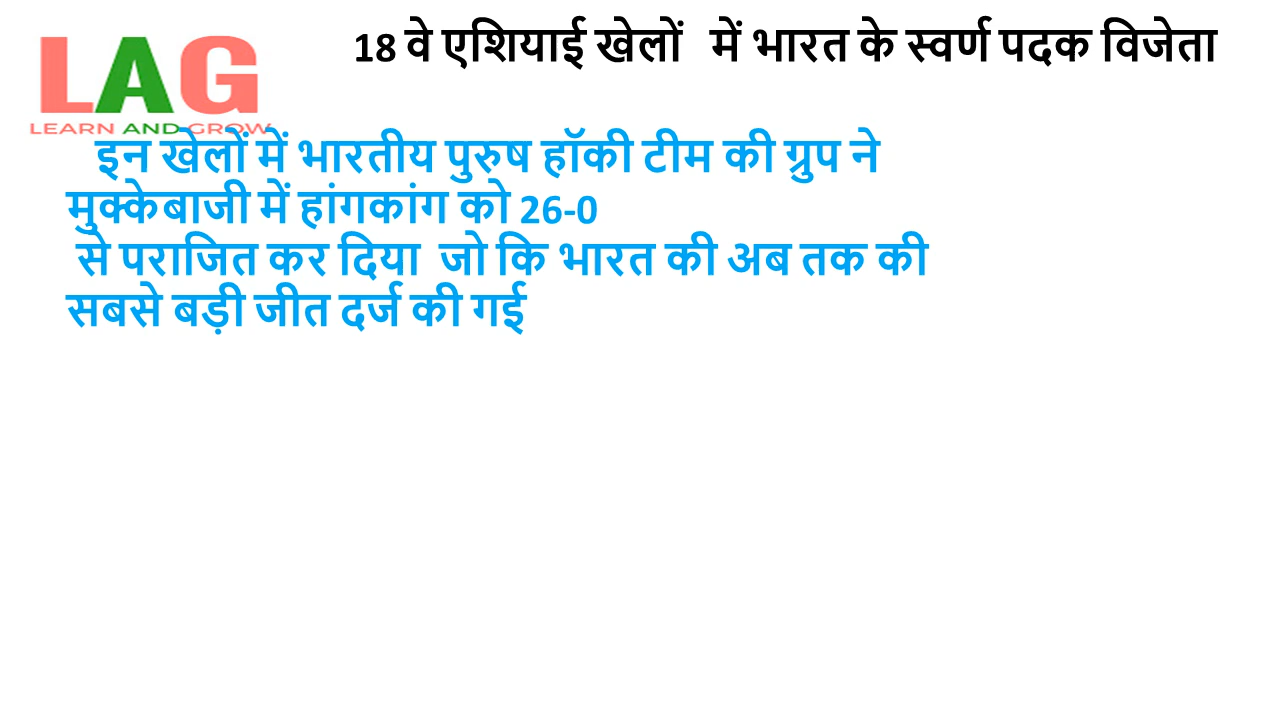 LAG
LEARN AND GROW
18 वे एशियाई खेलों में भारत के स्वर्ण पदक विजेता
इन खेलों में भारतीय पुरुष हॉकी टीम की ग्रुप ने
मुक्केबाजी में हांगकांग को 26-0
से पराजित कर दिया जो कि भारत की अब तक की
सबसे बड़ी जीत दर्ज की गई